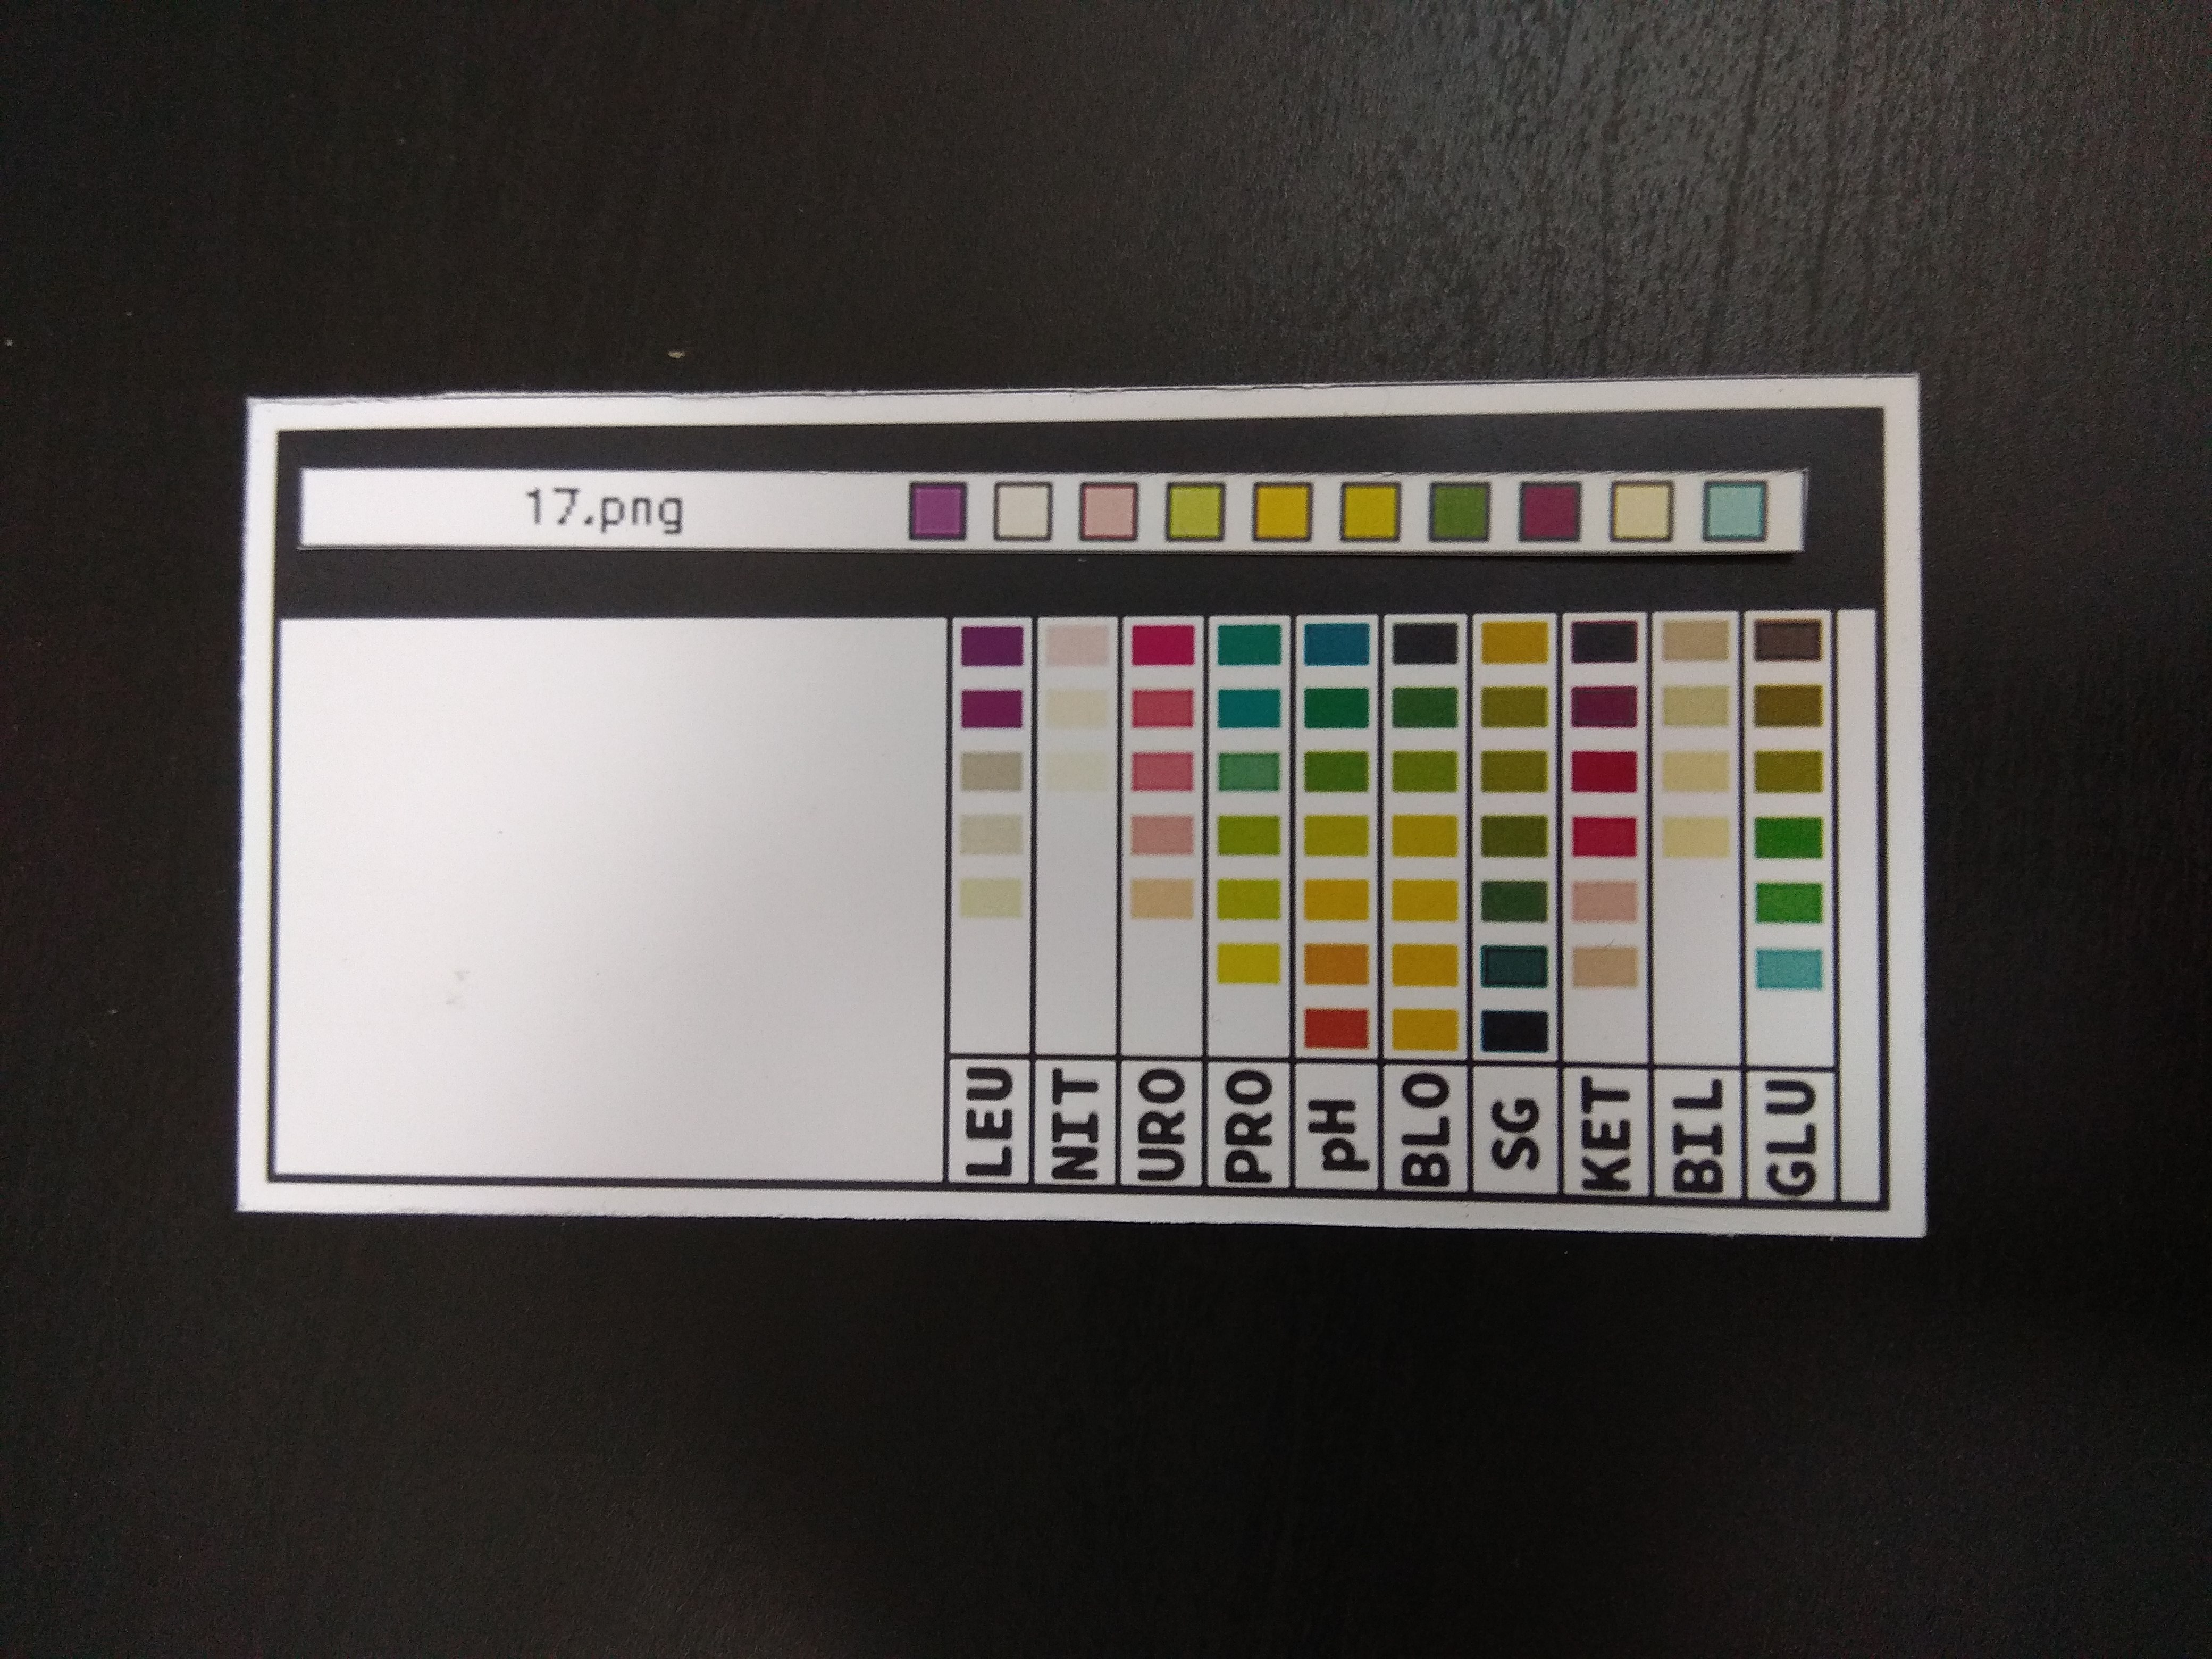 17.png
LEU
NIT
URO
PRO
pH
BLO
SG
KET
BIL
GLU